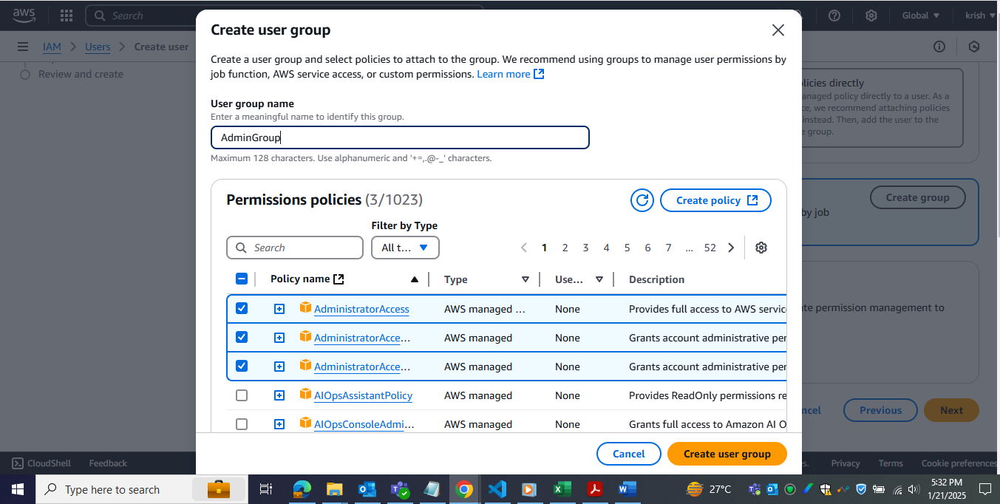 aws
Search
Global
krish
IAM
Users
Create user
Review and create
Create user group
Create a user group and select policies to attach to the group. We recommend using groups to manage user permissions by
job function, AWS service access, or custom permissions. Learn more
User group name
Enter a meaningful name to identify this group.
AdminGroup
Maximum 128 characters. Use alphanumeric and '+=,.@-_' characters.
Permissions policies (3/1023)
Create policy
Filter by Type
Search
All t...
1 2 3 4 5 6 7 ... 52
Policy name Type Use... Description
AdministratorAccess AWS managed ... None Provides full access to AWS servic
AdministratorAcce... AWS managed None Grants account administrative per
AdministratorAcce... AWS managed None Grants account administrative per
AIOpsAssistantPolicy AWS managed None Provides ReadOnly permissions re
AIOpsConsoleAdmi... AWS managed None Grants full access to Amazon AI O
Cancel
Create user group
licies directly
anaged policy directly to a user. As a
ce, we recommend attaching policies
instead. Then, add the user to the
e group.
Create group
by job
te permission management to
ncel
Previous
Next
CloudShell
Feedback
s.
Privacy
Terms
Cookie preferences
Type here to search
27°C
5:32 PM
1/21/2025